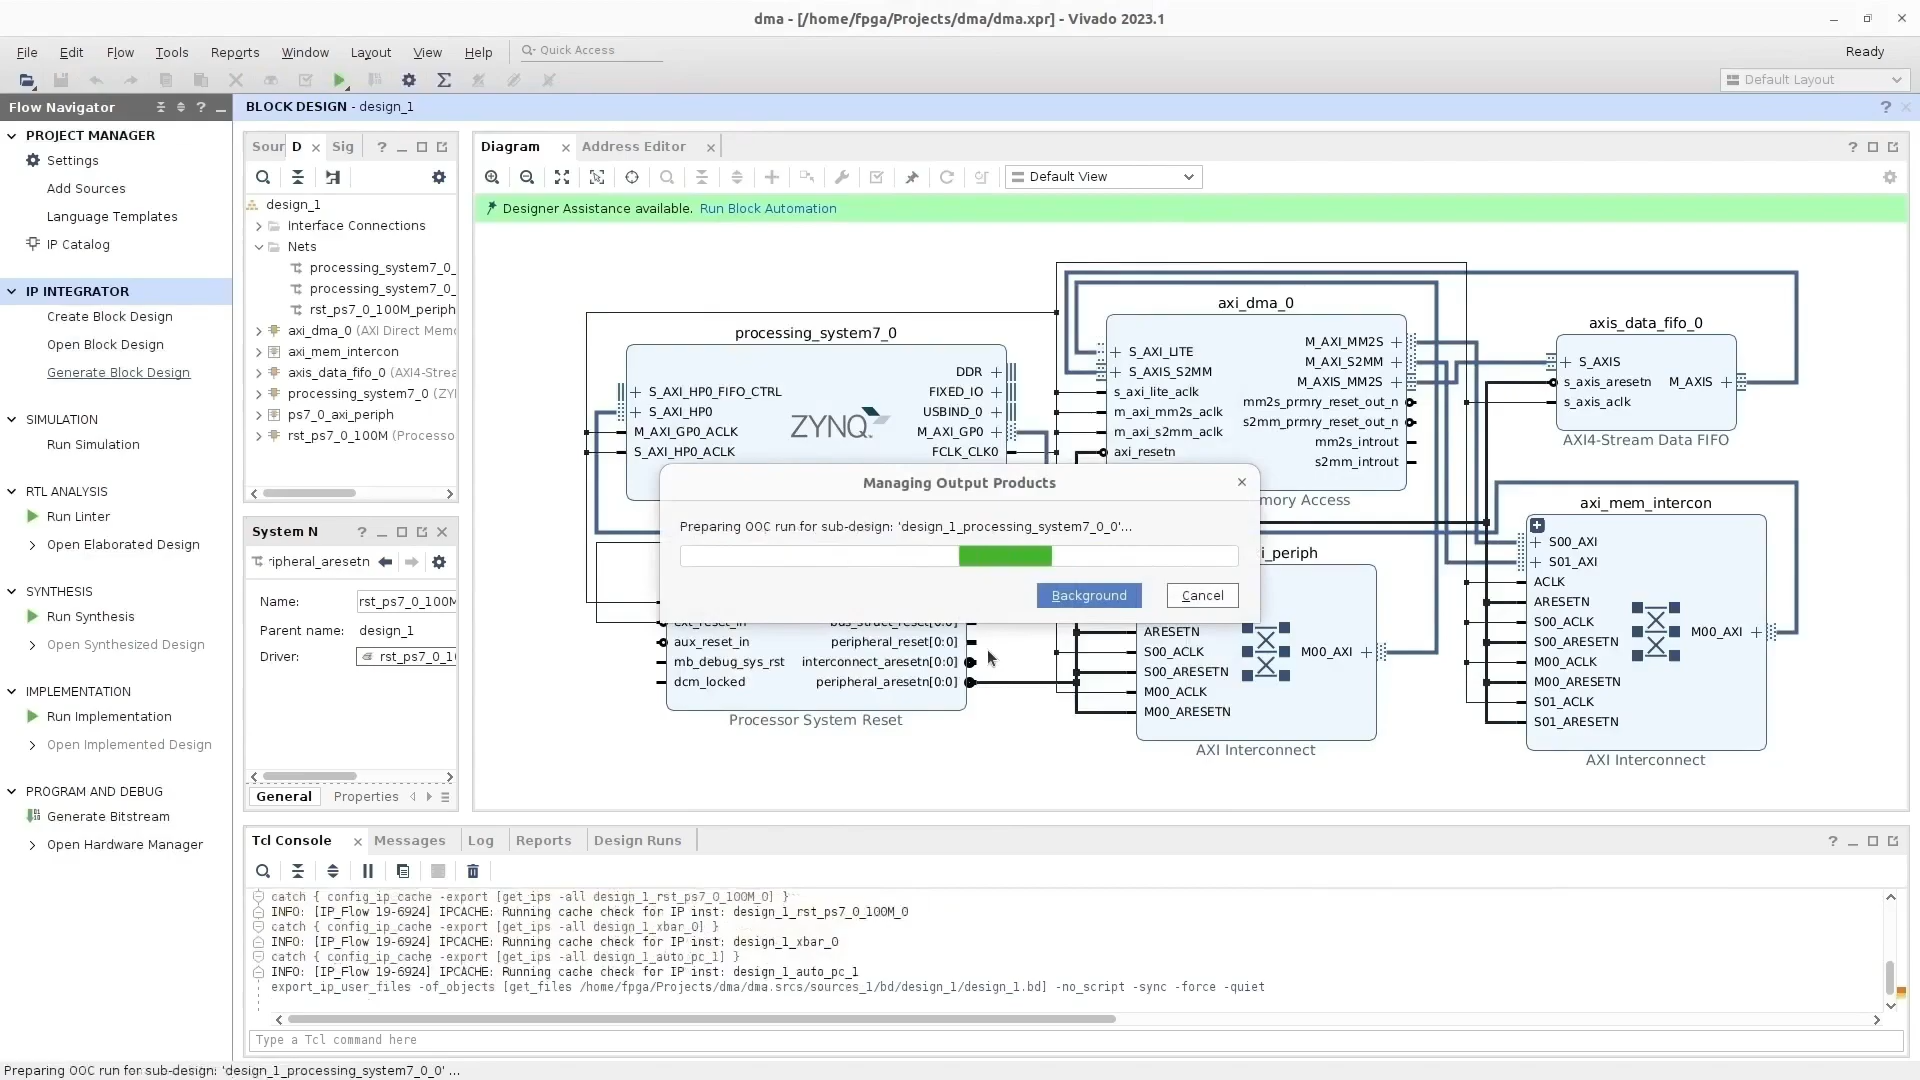 dma - [/home/fpga/Projects/dma/dma.xpr] - Vivado 2023.1
File Edit Flow Tools Reports Window Layout View Help Quick Access Ready
Default Layout
Flow Navigator
PROJECT MANAGER
Settings
Add Sources
Language Templates
IP Catalog
IP INTEGRATOR
Create Block Design
Open Block Design
Generate Block Design
SIMULATION
Run Simulation
RTL ANALYSIS
Run Linter
Open Elaborated Design
SYNTHESIS
Run Synthesis
Open Synthesized Design
IMPLEMENTATION
Run Implementation
Open Implemented Design
PROGRAM AND DEBUG
Generate Bitstream
Open Hardware Manager
BLOCK DESIGN - design_1
Sour D Sig
design_1
Interface Connections
Nets
processing_system7_0_
processing_system7_0_
rst_ps7_0_100M_periph
axi_dma_0 (AXI Direct Memo
axi_mem_intercon
axis_data_fifo_0 (AXI4-Strea
processing_system7_0 (ZY
ps7_0_axi_periph
rst_ps7_0_100M (Processo
System N
ripheral_aresetn
Name: rst_ps7_0_100M
Parent name: design_1
Driver: rst_ps7_0_1
General Properties
Diagram Address Editor
Default View
Designer Assistance available. Run Block Automation
processing_system7_0
S_AXI_HP0_FIFO_CTRL
S_AXI_HP0
M_AXI_GP0_ACLK
S_AXI_HP0_ACLK
ZYNQ
DDR
FIXED_IO
USBIND_0
M_AXI_GP0
FCLK_CLK0
axi_dma_0
S_AXI_LITE
S_AXIS_S2MM
s_axi_lite_aclk
m_axi_mm2s_aclk
m_axi_s2mm_aclk
axi_resetn
M_AXI_MM2S
M_AXI_S2MM
M_AXIS_MM2S
mm2s_prmry_reset_out_n
s2mm_prmry_reset_out_n
mm2s_introut
s2mm_introut
mory Access
axis_data_fifo_0
S_AXIS
s_axis_aresetn
s_axis_aclk
M_AXIS
AXI4-Stream Data FIFO
axi_mem_intercon
S00_AXI
S01_AXI
ACLK
ARESETN
S00_ACLK
S00_ARESETN
M00_ACLK
M00_ARESETN
S01_ACLK
S01_ARESETN
M00_AXI
AXI Interconnect
Managing Output Products
Preparing OOC run for sub-design: 'design_1_processing_system7_0_0'...
Background Cancel
ext_reset_in
aux_reset_in
mb_debug_sys_rst
dcm_locked
bus_struct_reset[0:0]
peripheral_reset[0:0]
interconnect_aresetn[0:0]
peripheral_aresetn[0:0]
Processor System Reset
i_periph
ARESETN
S00_ACLK
S00_ARESETN
M00_ACLK
M00_ARESETN
M00_AXI
AXI Interconnect
Tcl Console Messages Log Reports Design Runs
catch { config_ip_cache -export [get_ips -all design_1_rst_ps7_0_100M_0] }
INFO: [IP_Flow 19-6924] IPCACHE: Running cache check for IP inst: design_1_rst_ps7_0_100M_0
catch { config_ip_cache -export [get_ips -all design_1_xbar_0] }
INFO: [IP_Flow 19-6924] IPCACHE: Running cache check for IP inst: design_1_xbar_0
catch { config_ip_cache -export [get_ips -all design_1_auto_pc_1] }
INFO: [IP_Flow 19-6924] IPCACHE: Running cache check for IP inst: design_1_auto_pc_1
export_ip_user_files -of_objects [get_files /home/fpga/Projects/dma/dma.srcs/sources_1/bd/design_1/design_1.bd] -no_script -sync -force -quiet
Type a Tcl command here
Preparing OOC run for sub-design: 'design_1_processing_system7_0_0' ...